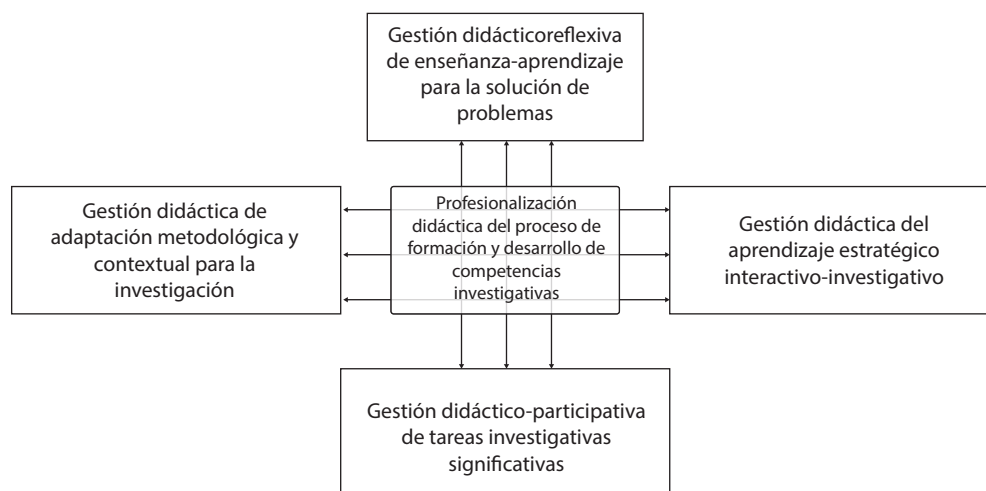 Gestión didácticoreflexiva
de enseñanza-aprendizaje
para la solución de
problemas
Gestión didáctica de
adaptación metodológica y
contextual para la
investigación
Profesionalización
didáctica del proceso de
formación y desarrollo de
competencias
investigativas
Gestión didáctica del
aprendizaje estratégico
interactivo-investigativo
Gestión didáctico-participativa
de tareas investigativas
significativas